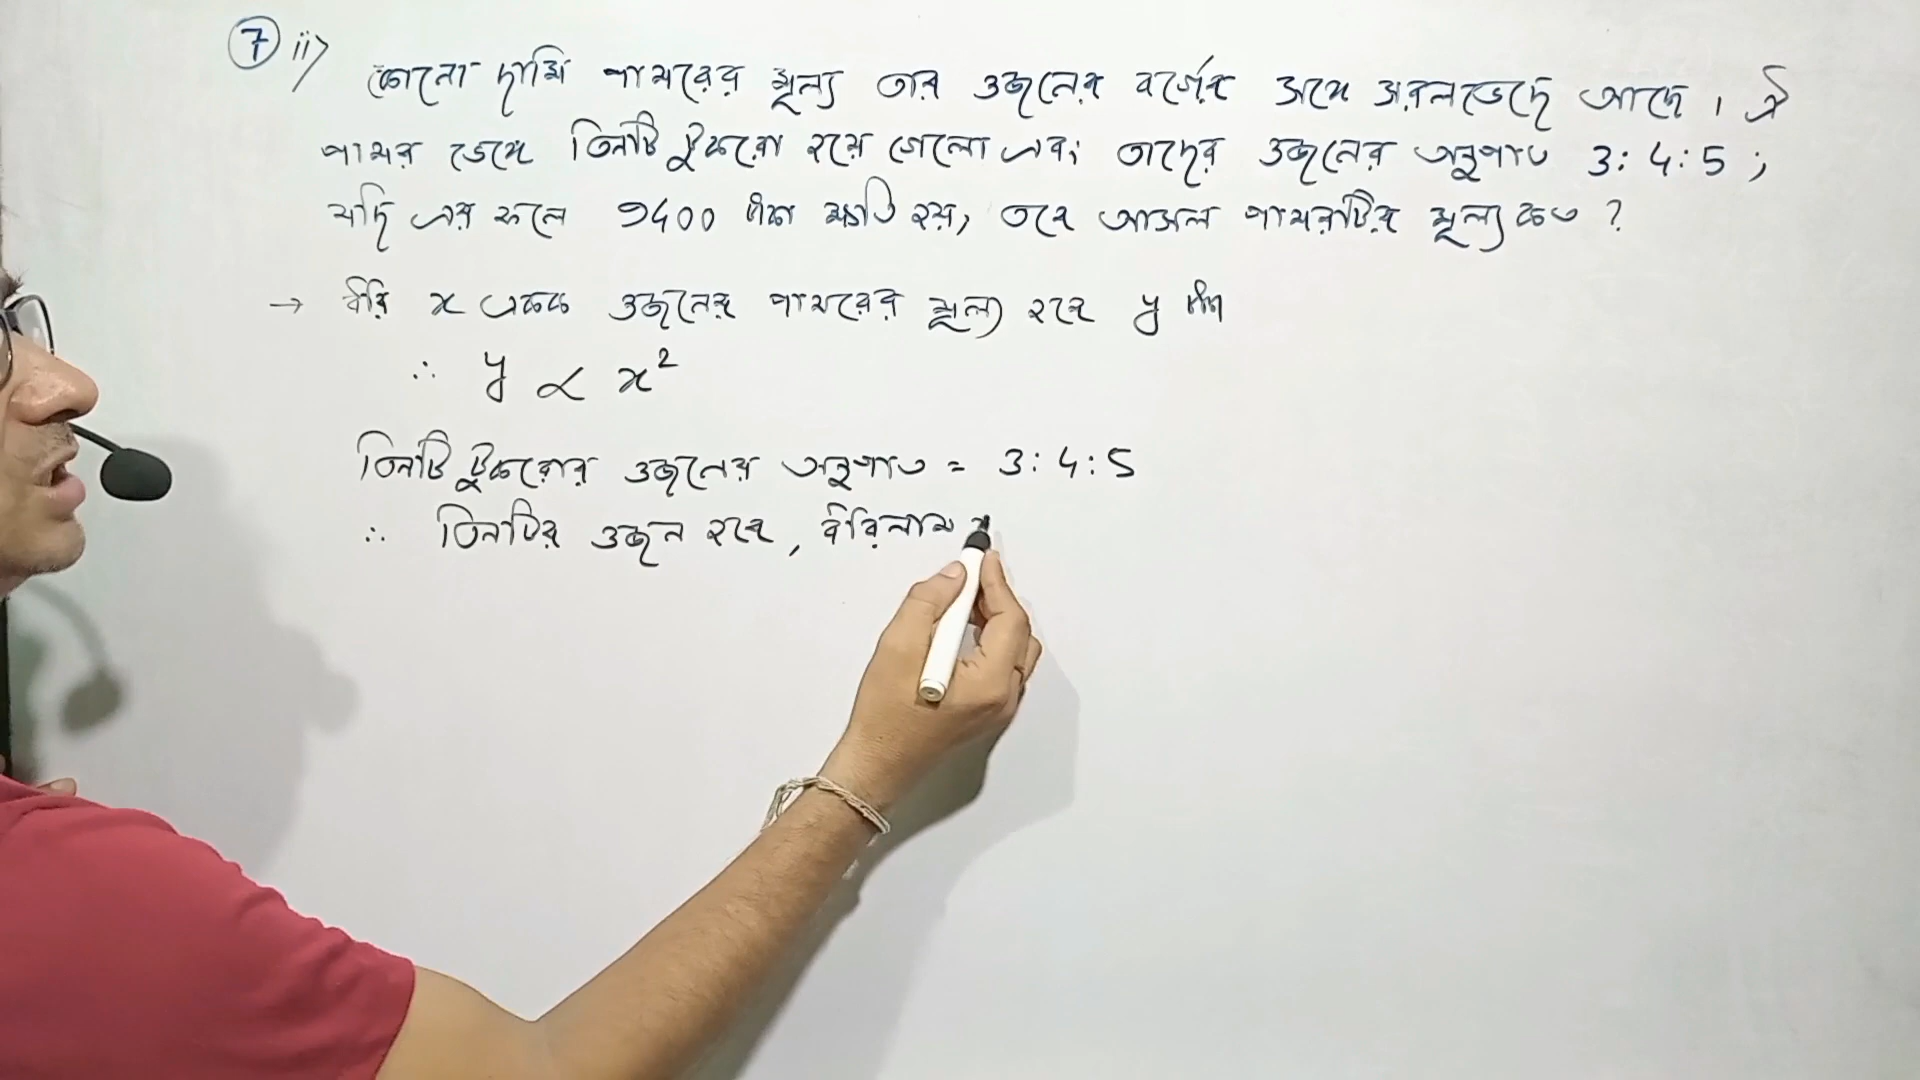 7 ii> কোনো দামি পাথরের মূল্য তার ওজনের বর্গের সঙ্গে সরলভেদে আছে। ঐ
পাথর ভেঙ্গে তিনটি টুকরো হয়ে গেলো এবং তাদের ওজনের অনুপাত 3:4:5;
যদি এর ফলে 9400 টাকা ক্ষতি হয়, তবে আসল পাথরটির মূল্য কত?
→ ধরি x একক ওজনের পাথরের মূল্য হবে y টাকা
∴ y ∝ x²
তিনটি টুকরোর ওজনের অনুপাত = 3:4:5
∴ তিনটির ওজন হবে, ধরিলাম